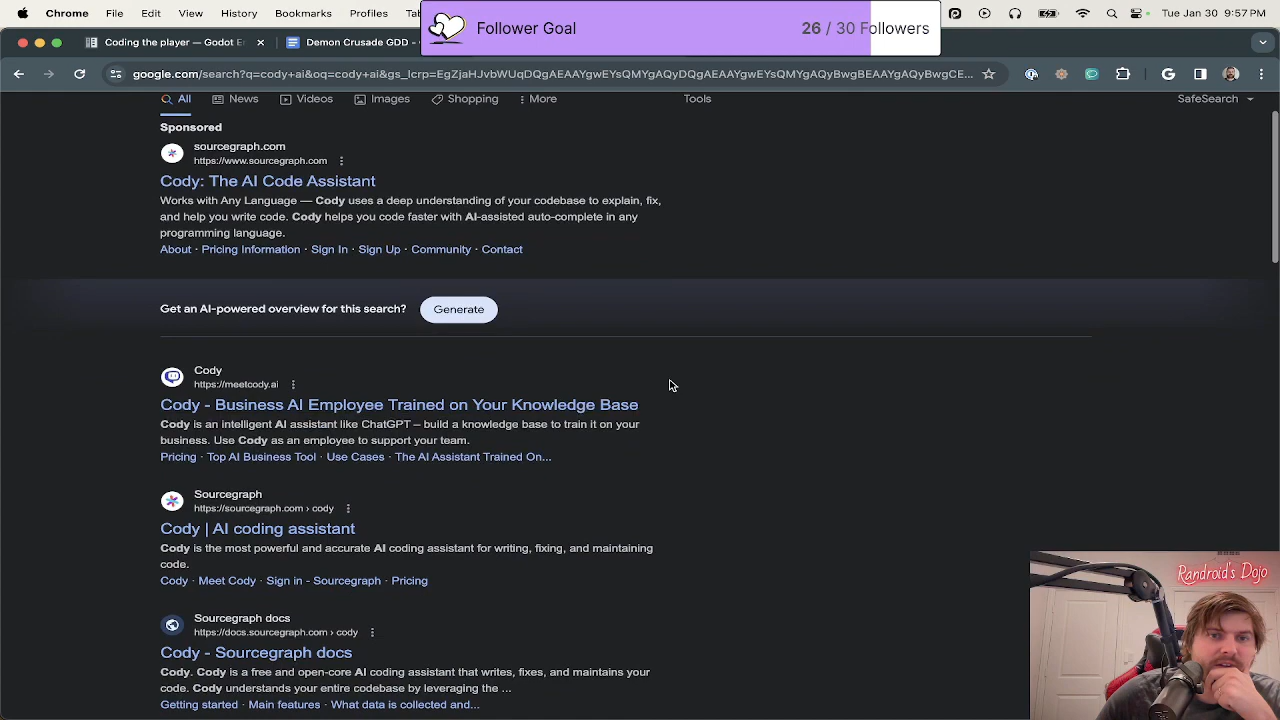 Chrome File Edit View History Bookmarks Profiles
Tue Jan 30 9:57 PM
Follower Goal 26 / 30 Followers
Coding the player — Godot E
Demon Crusade GDD -
google.com/search?q=cody+ai&oq=cody+ai&gs_lcrp=EgZjaHJvbWUqDQgAEAAYgwEYsQMYgAQyDQgAEAAYgwEYsQMYgAQyBwgBEAAYgAQyBwgCE...
All News Videos Images Shopping More Tools SafeSearch
Sponsored
sourcegraph.com
https://www.sourcegraph.com
Cody: The AI Code Assistant
Works with Any Language — Cody uses a deep understanding of your codebase to explain, fix,
and help you write code. Cody helps you code faster with AI-assisted auto-complete in any
programming language.
About · Pricing Information · Sign In · Sign Up · Community · Contact
Get an AI-powered overview for this search? Generate
Cody
https://meetcody.ai
Cody - Business AI Employee Trained on Your Knowledge Base
Cody is an intelligent AI assistant like ChatGPT – build a knowledge base to train it on your
business. Use Cody as an employee to support your team.
Pricing · Top AI Business Tool · Use Cases · The AI Assistant Trained On...
Sourcegraph
https://sourcegraph.com › cody
Cody | AI coding assistant
Cody is the most powerful and accurate AI coding assistant for writing, fixing, and maintaining
code.
Cody · Meet Cody · Sign in - Sourcegraph · Pricing
Sourcegraph docs
https://docs.sourcegraph.com › cody
Cody - Sourcegraph docs
Cody. Cody is a free and open-core AI coding assistant that writes, fixes, and maintains your
code. Cody understands your entire codebase by leveraging the ...
Getting started · Main features · What data is collected and...
Randroid's Dojo